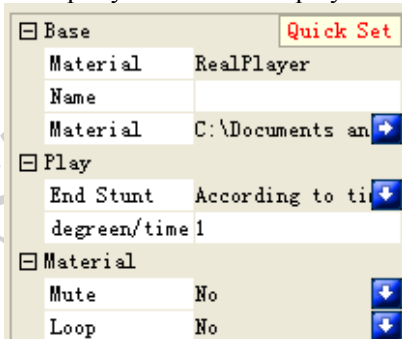 Base Quick Set
Material RealPlayer
Name
Material C:\Documents an
Play
End Stunt According to ti
degreen/time 1
Material
Mute No
Loop No